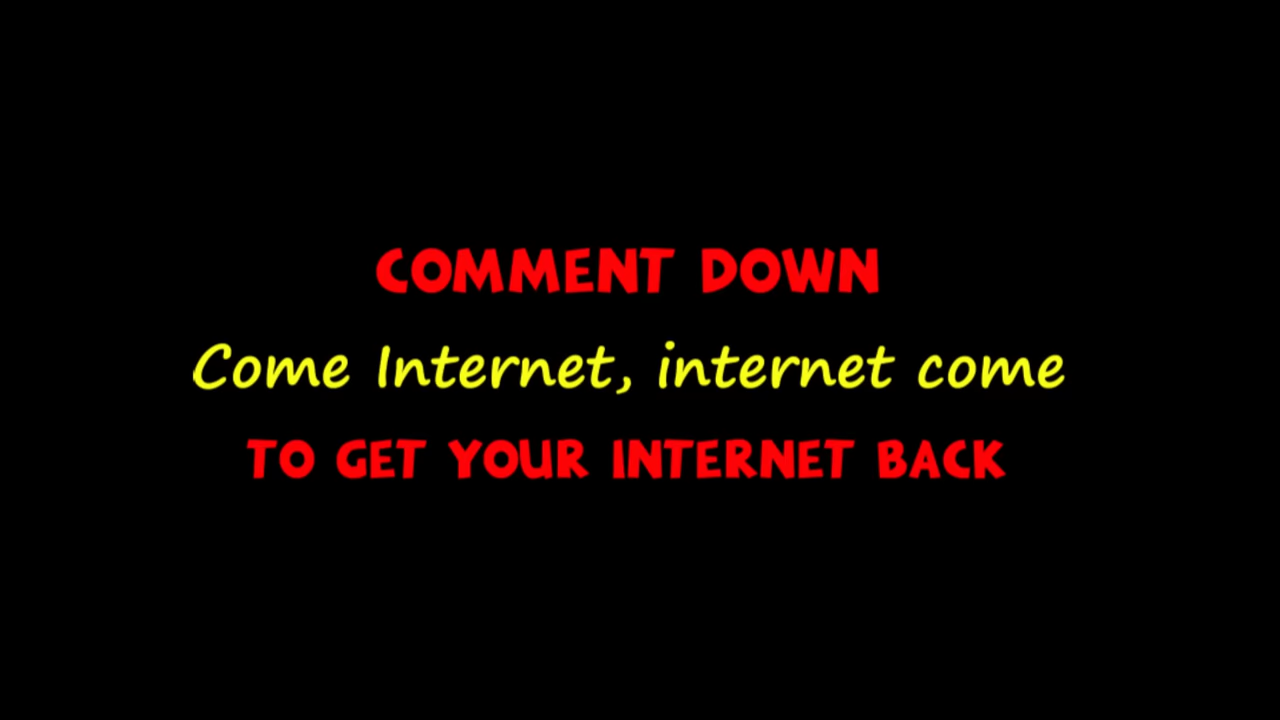 COMMENT DOWN
Come Internet, internet come
TO GET YOUR INTERNET BACK